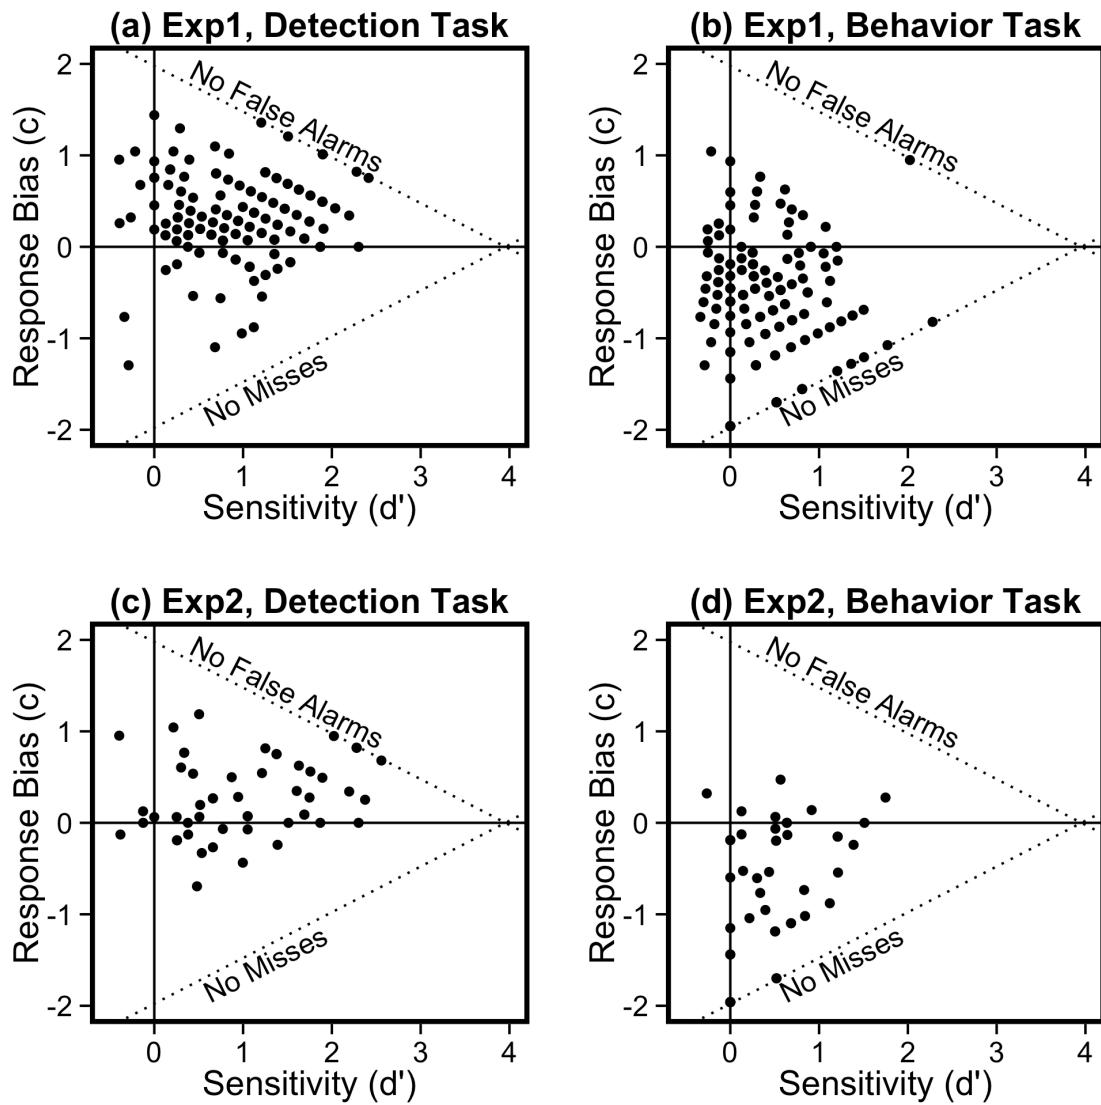 (a) Exp1, Detection Task
(b) Exp1, Behavior Task
2
1
0
-1
-2
Response Bias (c)
No False Alarms
No Misses
0 1 2 3 4
Sensitivity (d')
2
1
0
-1
-2
Response Bias (c)
No False Alarms
No Misses
0 1 2 3 4
Sensitivity (d')
(c) Exp2, Detection Task
(d) Exp2, Behavior Task
2
1
0
-1
-2
Response Bias (c)
No False Alarms
No Misses
0 1 2 3 4
Sensitivity (d')
2
1
0
-1
-2
Response Bias (c)
No False Alarms
No Misses
0 1 2 3 4
Sensitivity (d')